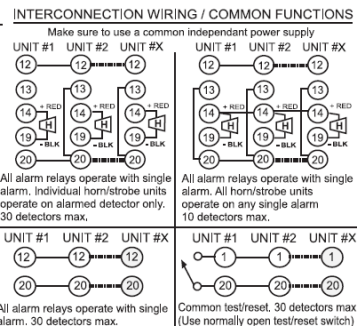 INTERCONNECTION WIRING / COMMON FUNCTIONS
Make sure to use a common independant power supply
UNIT #1 UNIT #2 UNIT #X
12 12 12
13 13 13
14 + RED 14 + RED 14 + RED
H H H
19 - BLK 19 - BLK 19 - BLK
20 20 20
All alarm relays operate with single
alarm. Individual horn/strobe units
operate on alarmed detector only.
30 detectors max.
UNIT #1 UNIT #2 UNIT #X
12 12 12
13 13 13
14 + RED 14 + RED 14 + RED
H H H
19 - BLK 19 - BLK 19 - BLK
20 20 20
All alarm relays operate with single
alarm. All horn/strobe units
operate on any single alarm
10 detectors max.
UNIT #1 UNIT #2 UNIT #X
12 12 12
20 20 20
All alarm relays operate with single
alarm. 30 detectors max.
UNIT #1 UNIT #2 UNIT #X
1 1 1
20 20 20
Common test/reset. 30 detectors max
(Use normally open test/reset switch)